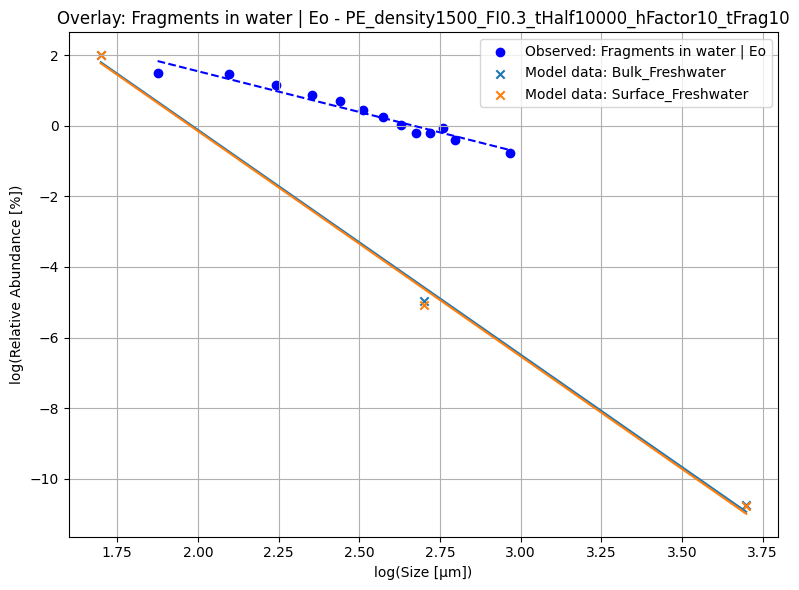 Overlay: Fragments in water | Eo - PE_density1500_FI0.3_tHalf10000_hFactor10_tFrag10
Observed: Fragments in water | Eo
Model data: Bulk_Freshwater
Model data: Surface_Freshwater
log(Relative Abundance [%])
2
0
−2
−4
−6
−8
−10
1.75 2.00 2.25 2.50 2.75 3.00 3.25 3.50 3.75
log(Size [µm])